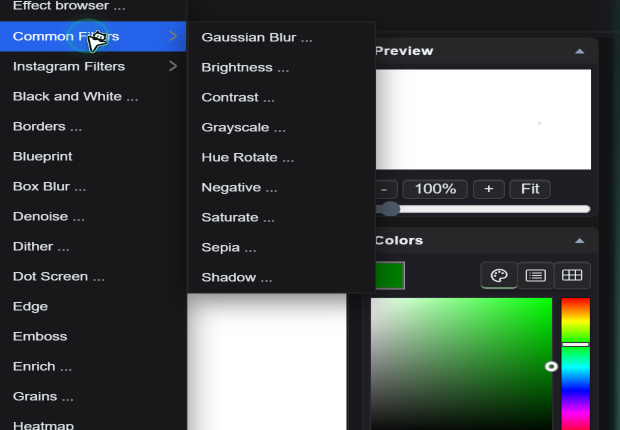 Effect browser ...
Common Filters
Instagram Filters
Black and White ...
Borders ...
Blueprint
Box Blur ...
Denoise ...
Dither ...
Dot Screen ...
Edge
Emboss
Enrich ...
Grains ...
Heatmap
Gaussian Blur ...
Brightness ...
Contrast ...
Grayscale ...
Hue Rotate ...
Negative ...
Saturate ...
Sepia ...
Shadow ...
Preview
- 100% + Fit
Colors